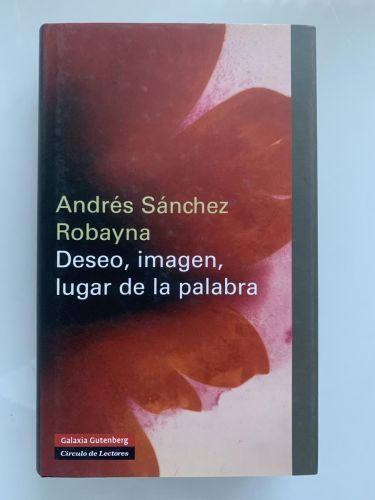 Andrés Sánchez
Robayna
Deseo, imagen,
lugar de la palabra
Galaxia Gutenberg
Círculo de Lectores